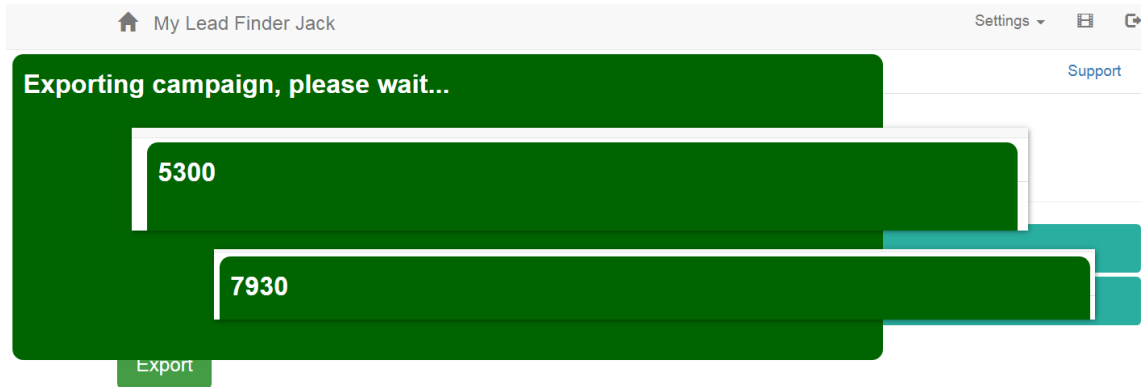 My Lead Finder Jack
Settings
Support
Exporting campaign, please wait...
5300
7930
Export